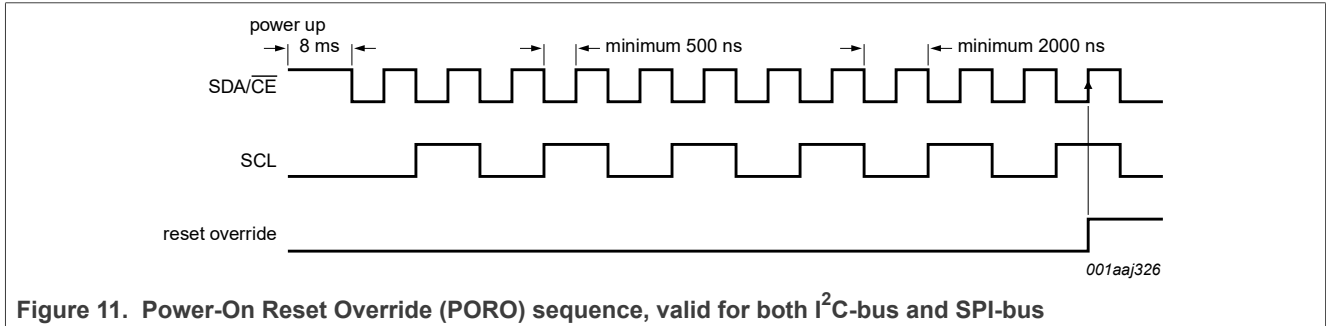 power up
8 ms
minimum 500 ns
minimum 2000 ns
SDA/CE
SCL
reset override
001aaj326
Figure 11. Power-On Reset Override (PORO) sequence, valid for both I²C-bus and SPI-bus